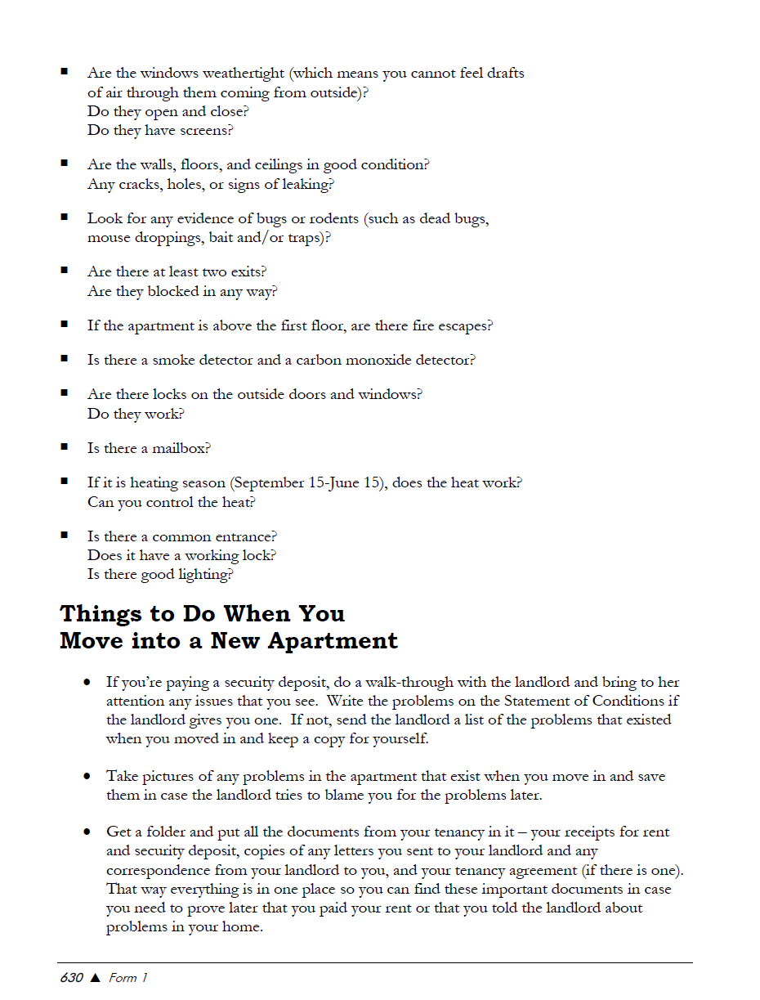 ■ Are the windows weathertight (which means you cannot feel drafts
of air through them coming from outside)?
Do they open and close?
Do they have screens?
■ Are the walls, floors, and ceilings in good condition?
Any cracks, holes, or signs of leaking?
■ Look for any evidence of bugs or rodents (such as dead bugs,
mouse droppings, bait and/or traps)?
■ Are there at least two exits?
Are they blocked in any way?
■ If the apartment is above the first floor, are there fire escapes?
■ Is there a smoke detector and a carbon monoxide detector?
■ Are there locks on the outside doors and windows?
Do they work?
■ Is there a mailbox?
■ If it is heating season (September 15-June 15), does the heat work?
Can you control the heat?
■ Is there a common entrance?
Does it have a working lock?
Is there good lighting?
Things to Do When You
Move into a New Apartment
● If you’re paying a security deposit, do a walk-through with the landlord and bring to her
attention any issues that you see. Write the problems on the Statement of Conditions if
the landlord gives you one. If not, send the landlord a list of the problems that existed
when you moved in and keep a copy for yourself.
● Take pictures of any problems in the apartment that exist when you move in and save
them in case the landlord tries to blame you for the problems later.
● Get a folder and put all the documents from your tenancy in it – your receipts for rent
and security deposit, copies of any letters you sent to your landlord and any
correspondence from your landlord to you, and your tenancy agreement (if there is one).
That way everything is in one place so you can find these important documents in case
you need to prove later that you paid your rent or that you told the landlord about
problems in your home.
630 ▲ Form 1